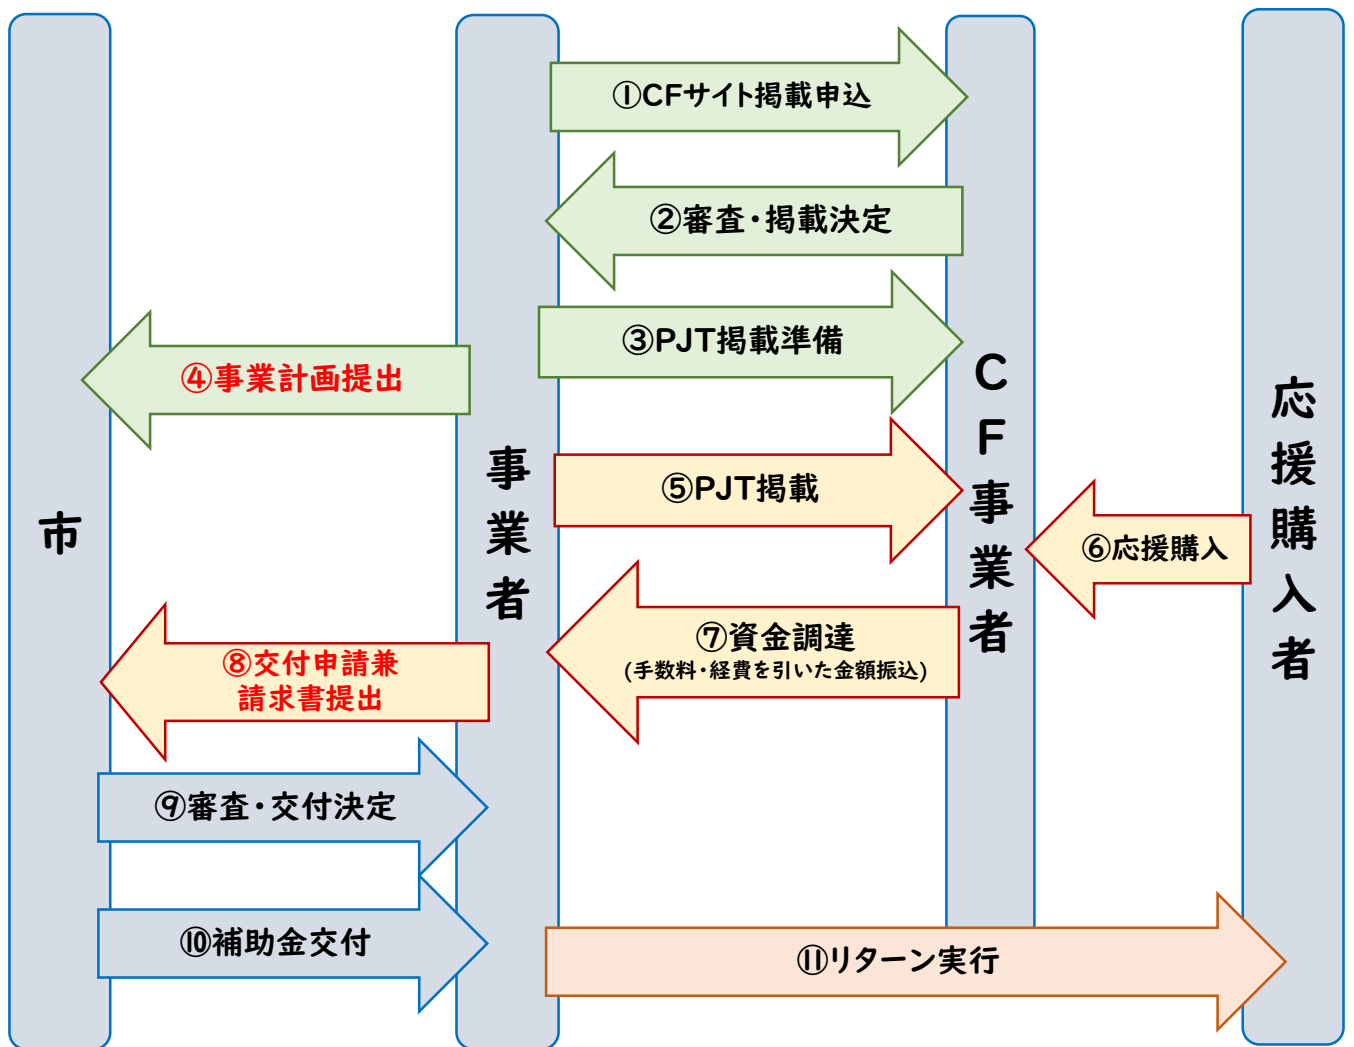 ①CFサイト掲載申込
②審査・掲載決定
③PJT掲載準備
④事業計画提出
⑤PJT掲載
⑥応援購入
⑦資金調達
(手数料・経費を引いた金額振込)
⑧交付申請兼
請求書提出
⑨審査・交付決定
⑩補助金交付
⑪リターン実行
市
事業者
CF事業者
応援購入者